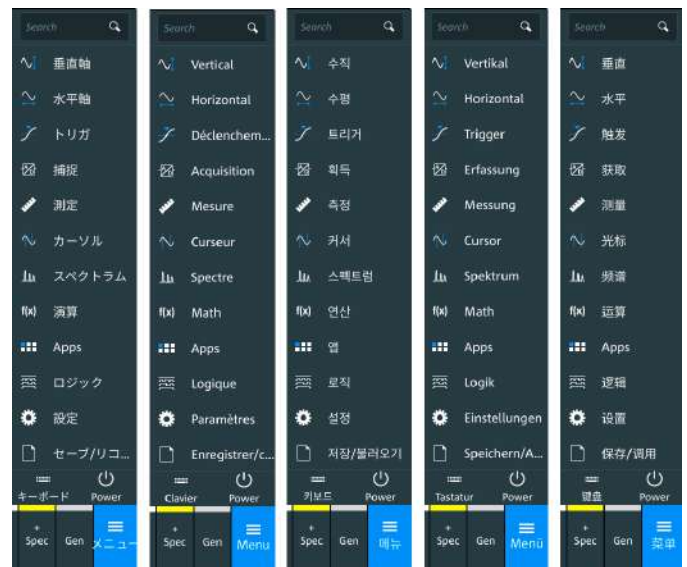 Search
垂直軸
水平軸
トリガ
捕捉
測定
カーソル
スペクトラム
f(x) 演算
Apps
ロジック
設定
セーブ/リコ...
キーボード Power
+
Spec Gen メニュー
Search
Vertical
Horizontal
Déclenchem...
Acquisition
Mesure
Curseur
Spectre
f(x) Math
Apps
Logique
Paramètres
Enregistrer/c...
Clavier Power
+
Spec Gen Menu
Search
수직
수평
트리거
획득
측정
커서
스펙트럼
f(x) 연산
앱
로직
설정
저장/불러오기
키보드 Power
+
Spec Gen 메뉴
Search
Vertikal
Horizontal
Trigger
Erfassung
Messung
Cursor
Spektrum
f(x) Math
Apps
Logik
Einstellungen
Speichern/A...
Tastatur Power
+
Spec Gen Menü
Search
垂直
水平
触发
获取
测量
光标
频谱
f(x) 运算
Apps
逻辑
设置
保存/调用
键盘 Power
+
Spec Gen 菜单